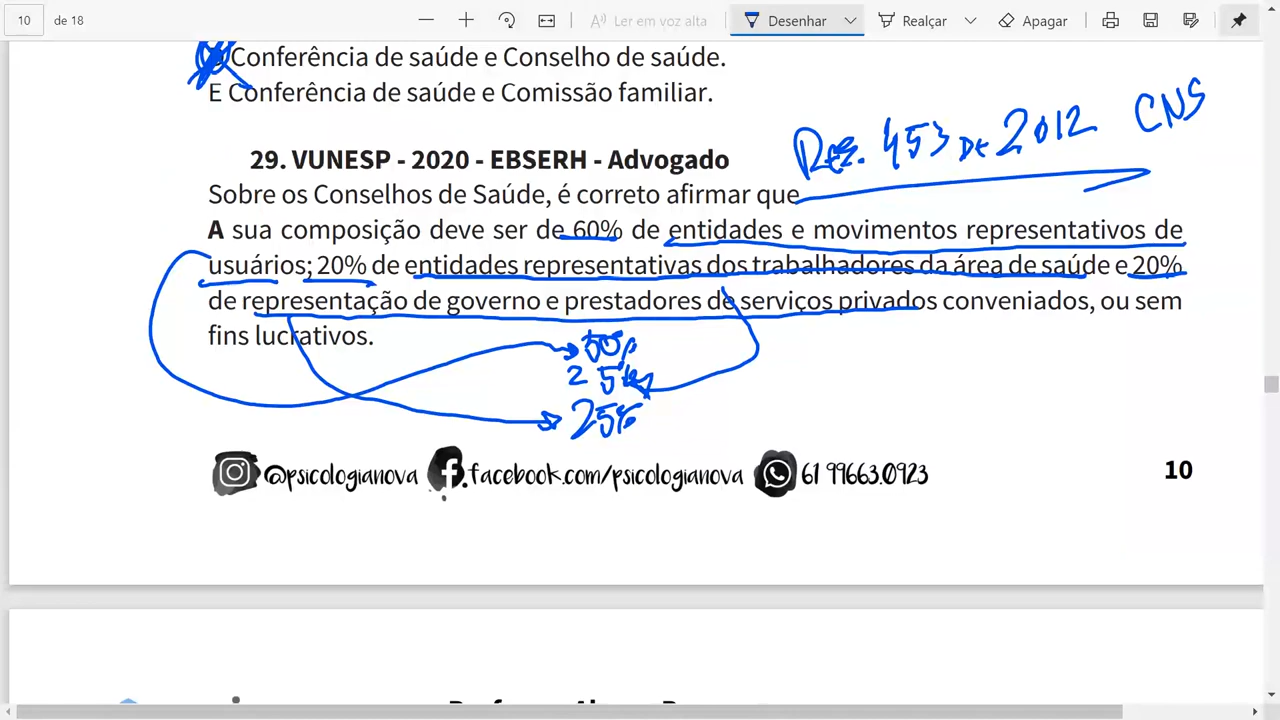 10 de 18 Ler em voz alta Desenhar Realçar Apagar
Conferência de saúde e Conselho de saúde.
E Conferência de saúde e Comissão familiar.
Res. 453 DE 2012 CNS
29. VUNESP - 2020 - EBSERH - Advogado
Sobre os Conselhos de Saúde, é correto afirmar que
A sua composição deve ser de 60% de entidades e movimentos representativos de
usuários; 20% de entidades representativas dos trabalhadores da área de saúde e 20%
de representação de governo e prestadores de serviços privados conveniados, ou sem
fins lucrativos.
50%
25%
25%
@psicologianova facebook.com/psicologianova 61 99663.0923
10